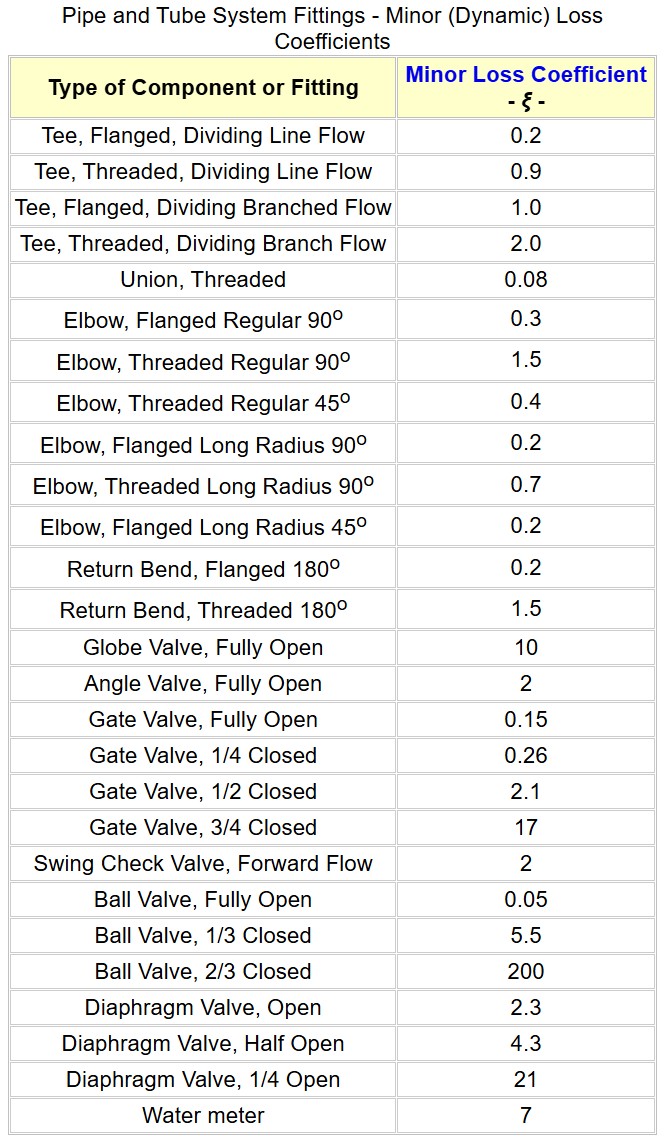 Pipe and Tube System Fittings - Minor (Dynamic) Loss
Coefficients
Type of Component or Fitting
Minor Loss Coefficient
- ξ -
Tee, Flanged, Dividing Line Flow 0.2
Tee, Threaded, Dividing Line Flow 0.9
Tee, Flanged, Dividing Branched Flow 1.0
Tee, Threaded, Dividing Branch Flow 2.0
Union, Threaded 0.08
Elbow, Flanged Regular 90º 0.3
Elbow, Threaded Regular 90º 1.5
Elbow, Threaded Regular 45º 0.4
Elbow, Flanged Long Radius 90º 0.2
Elbow, Threaded Long Radius 90º 0.7
Elbow, Flanged Long Radius 45º 0.2
Return Bend, Flanged 180º 0.2
Return Bend, Threaded 180º 1.5
Globe Valve, Fully Open 10
Angle Valve, Fully Open 2
Gate Valve, Fully Open 0.15
Gate Valve, 1/4 Closed 0.26
Gate Valve, 1/2 Closed 2.1
Gate Valve, 3/4 Closed 17
Swing Check Valve, Forward Flow 2
Ball Valve, Fully Open 0.05
Ball Valve, 1/3 Closed 5.5
Ball Valve, 2/3 Closed 200
Diaphragm Valve, Open 2.3
Diaphragm Valve, Half Open 4.3
Diaphragm Valve, 1/4 Open 21
Water meter 7